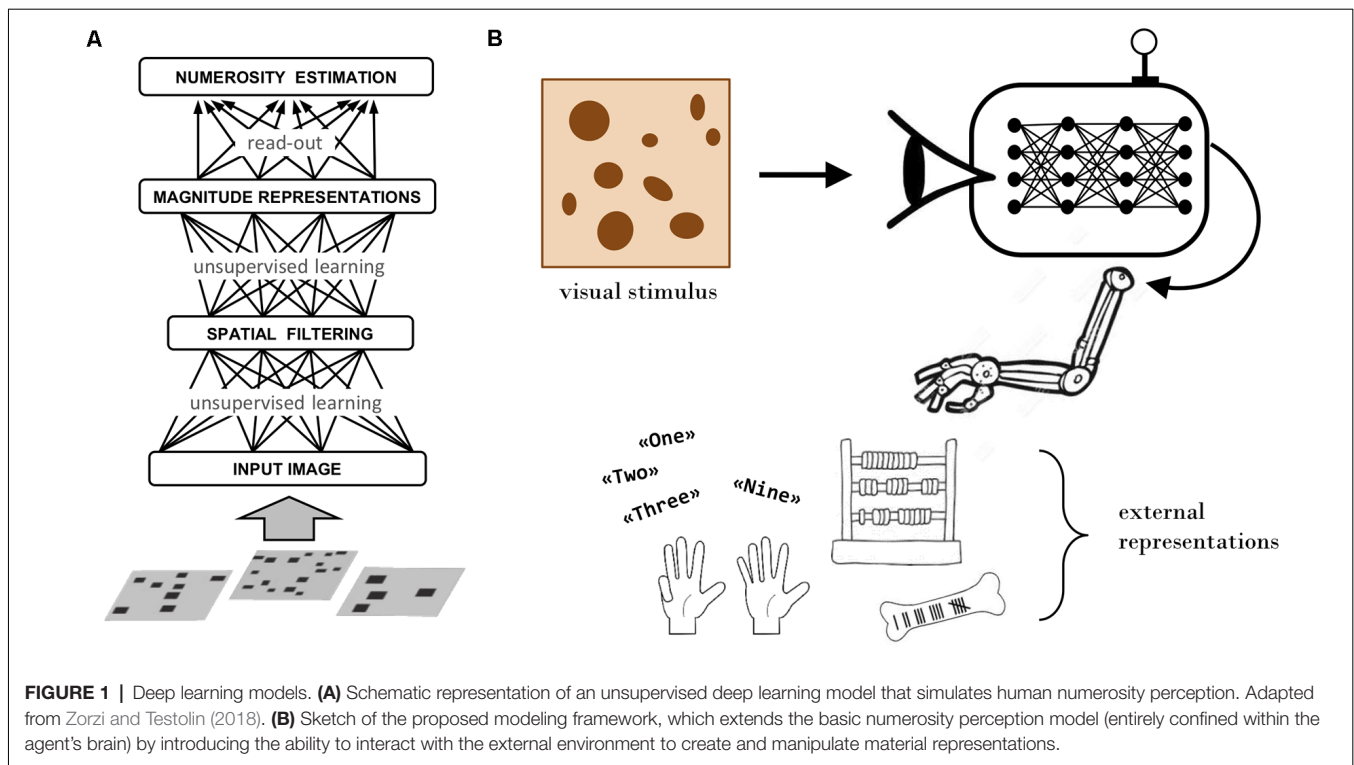 A
NUMEROSITY ESTIMATION
read-out
MAGNITUDE REPRESENTATIONS
unsupervised learning
SPATIAL FILTERING
unsupervised learning
INPUT IMAGE
B
visual stimulus
«One»
«Two»
«Three»
«Nine»
external
representations
FIGURE 1 | Deep learning models. (A) Schematic representation of an unsupervised deep learning model that simulates human numerosity perception. Adapted
from Zorzi and Testolin (2018). (B) Sketch of the proposed modeling framework, which extends the basic numerosity perception model (entirely confined within the
agent’s brain) by introducing the ability to interact with the external environment to create and manipulate material representations.